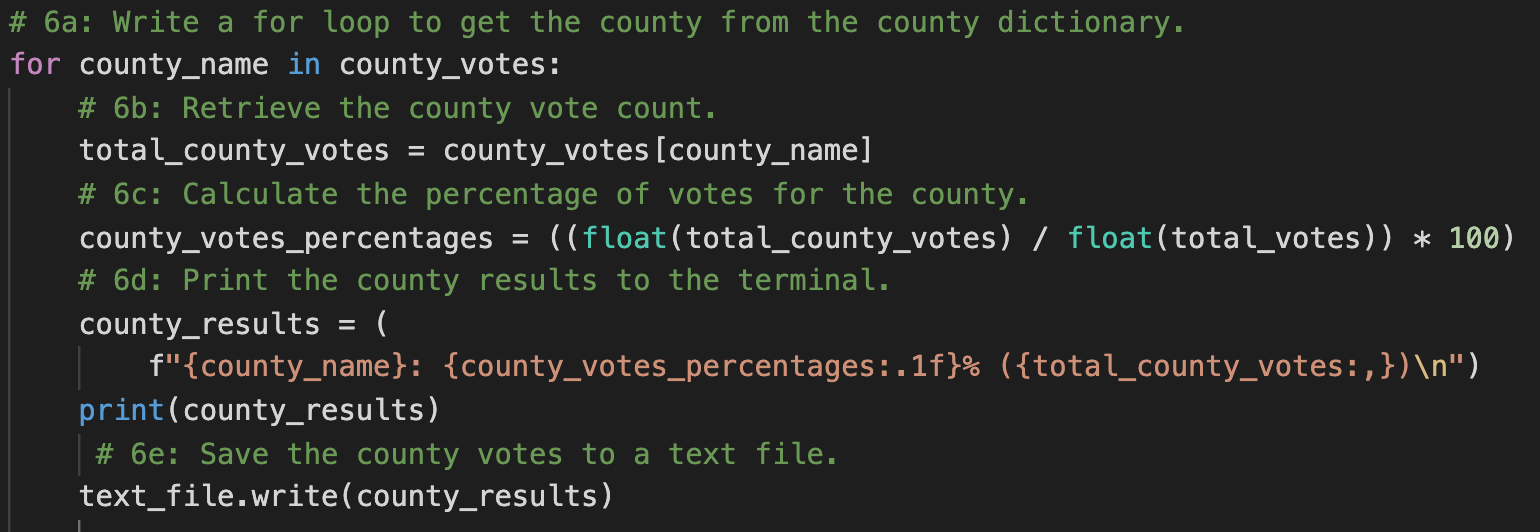 # 6a: Write a for loop to get the county from the county dictionary.
for county_name in county_votes:
    # 6b: Retrieve the county vote count.
    total_county_votes = county_votes[county_name]
    # 6c: Calculate the percentage of votes for the county.
    county_votes_percentages = ((float(total_county_votes) / float(total_votes)) * 100)
    # 6d: Print the county results to the terminal.
    county_results = (
        f"{county_name}: {county_votes_percentages:.1f}% ({total_county_votes:,})\n")
    print(county_results)
     # 6e: Save the county votes to a text file.
    text_file.write(county_results)